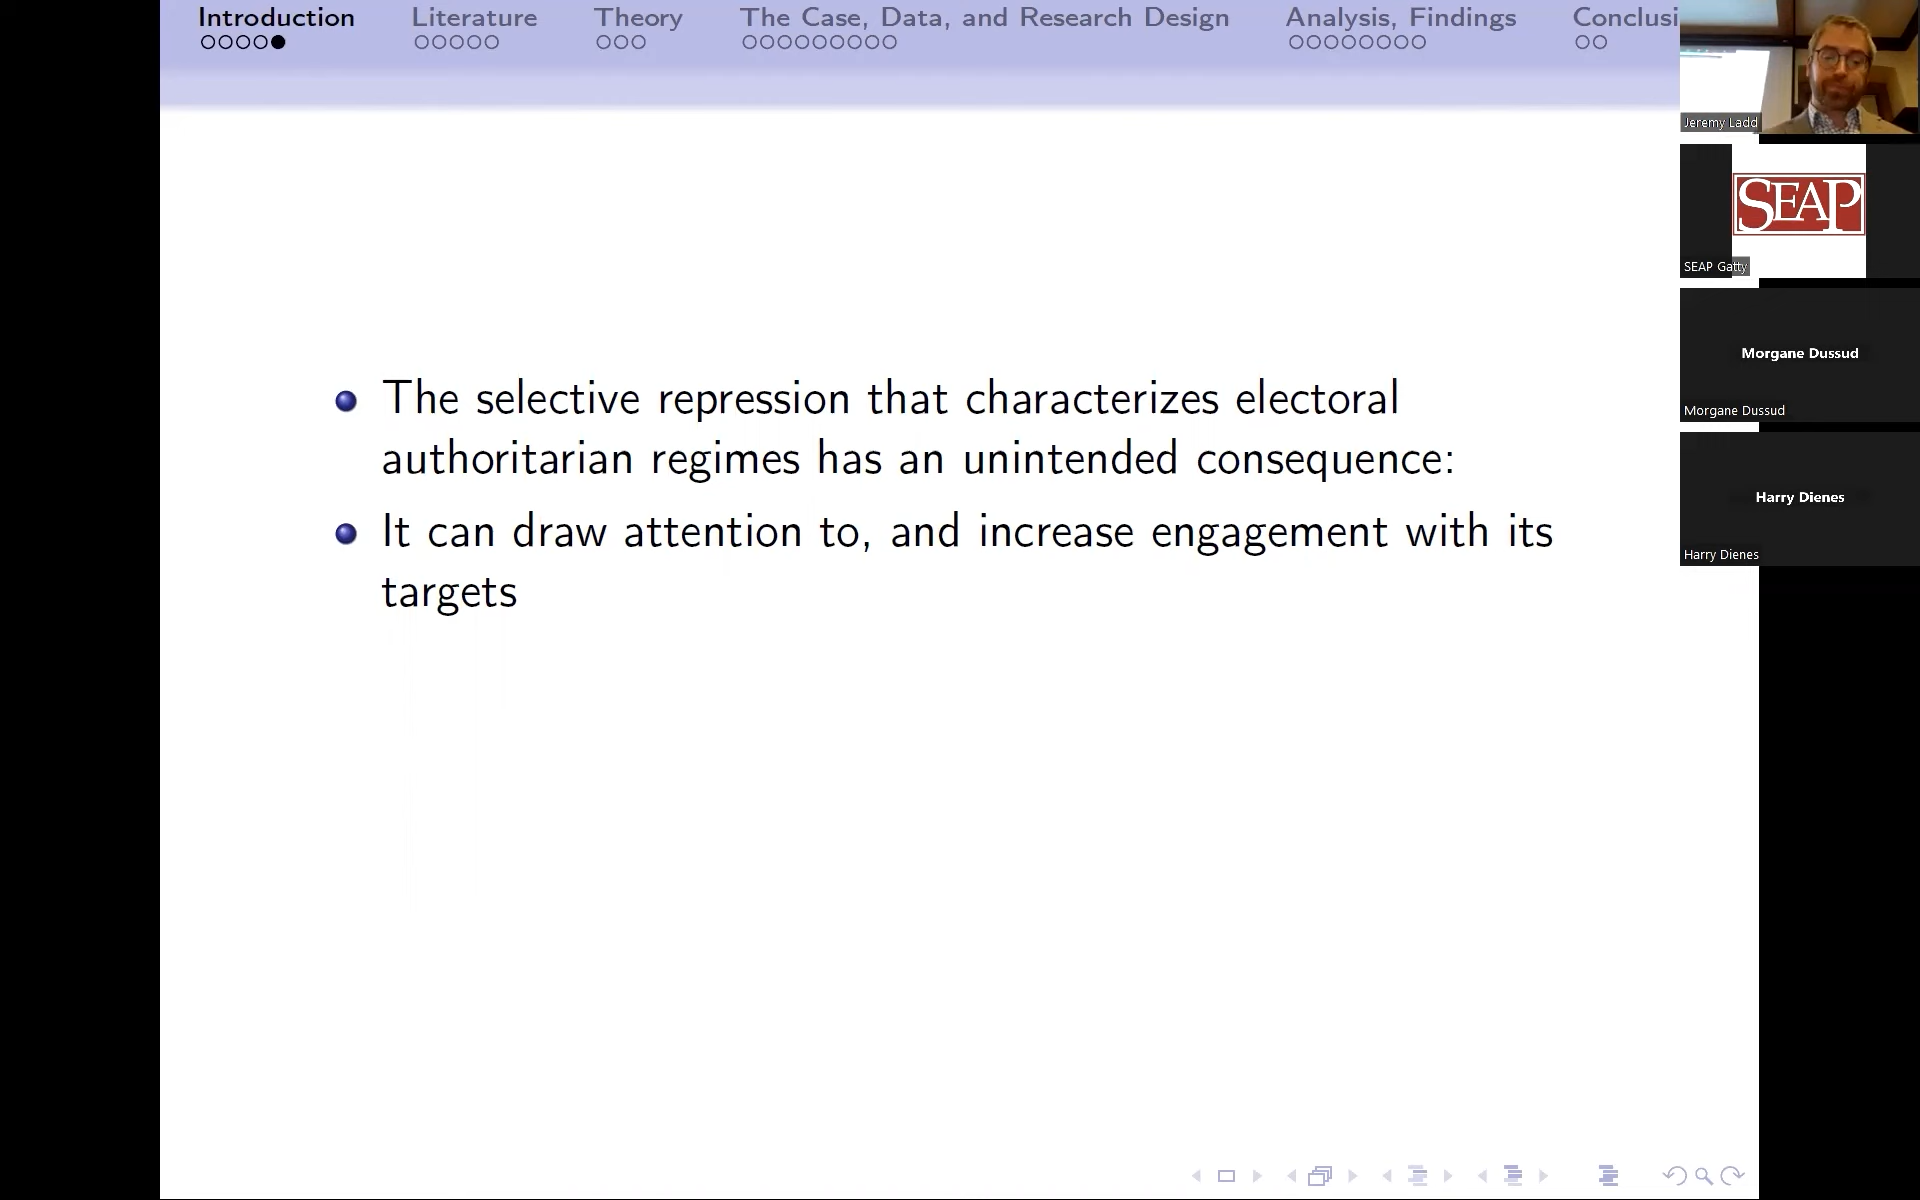 Introduction
Literature
Theory
The Case, Data, and Research Design
Analysis, Findings
Conclusi
The selective repression that characterizes electoral
authoritarian regimes has an unintended consequence:
It can draw attention to, and increase engagement with its
targets
Jeremy Ladd
SEAP
SEAP Gatty
Morgane Dussud
Morgane Dussud
Harry Dienes
Harry Dienes